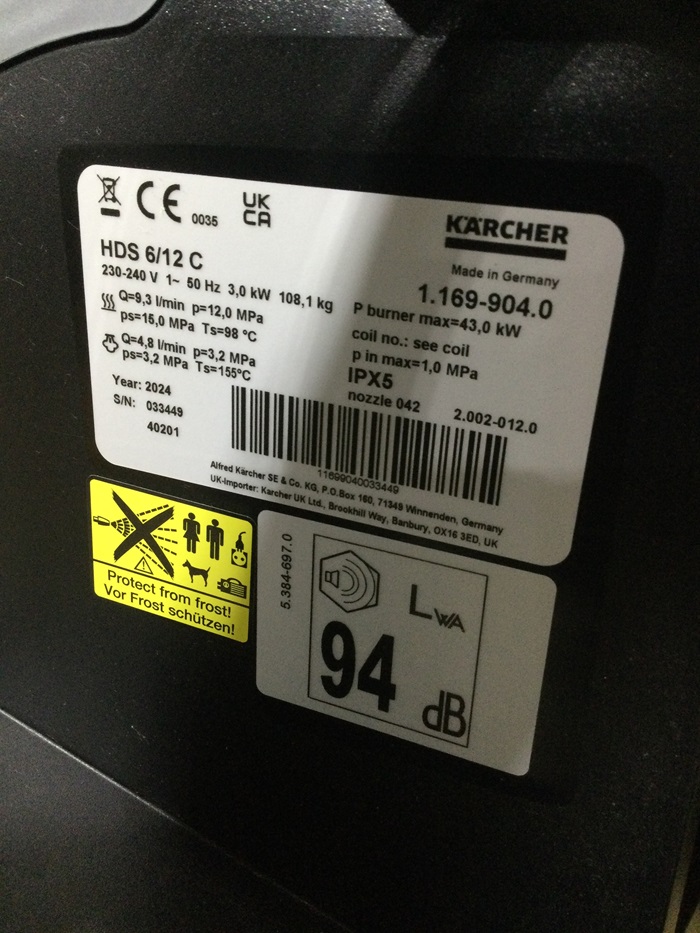 CE 0035
UK
CA
KÄRCHER
Made in Germany
HDS 6/12 C
1.169-904.0
230-240 V 1~ 50 Hz 3,0 kW 108,1 kg
Q=9,3 l/min p=12,0 MPa
ps=15,0 MPa Ts=98 °C
Q=4,8 l/min p=3,2 MPa
ps=3,2 MPa Ts=155°C
P burner max=43,0 kW
coil no.: see coil
p in max=1,0 MPa
IPX5
nozzle 042 2.002-012.0
Year: 2024
S/N: 033449
40201
11699040033449
Alfred Kärcher SE & Co. KG, P.O.Box 160, 71349 Winnenden, Germany
UK-Importer: Karcher UK Ltd., Brookhill Way, Banbury, OX16 3ED, UK
Protect from frost!
Vor Frost schützen!
5.384-697.0
LWA
94 dB